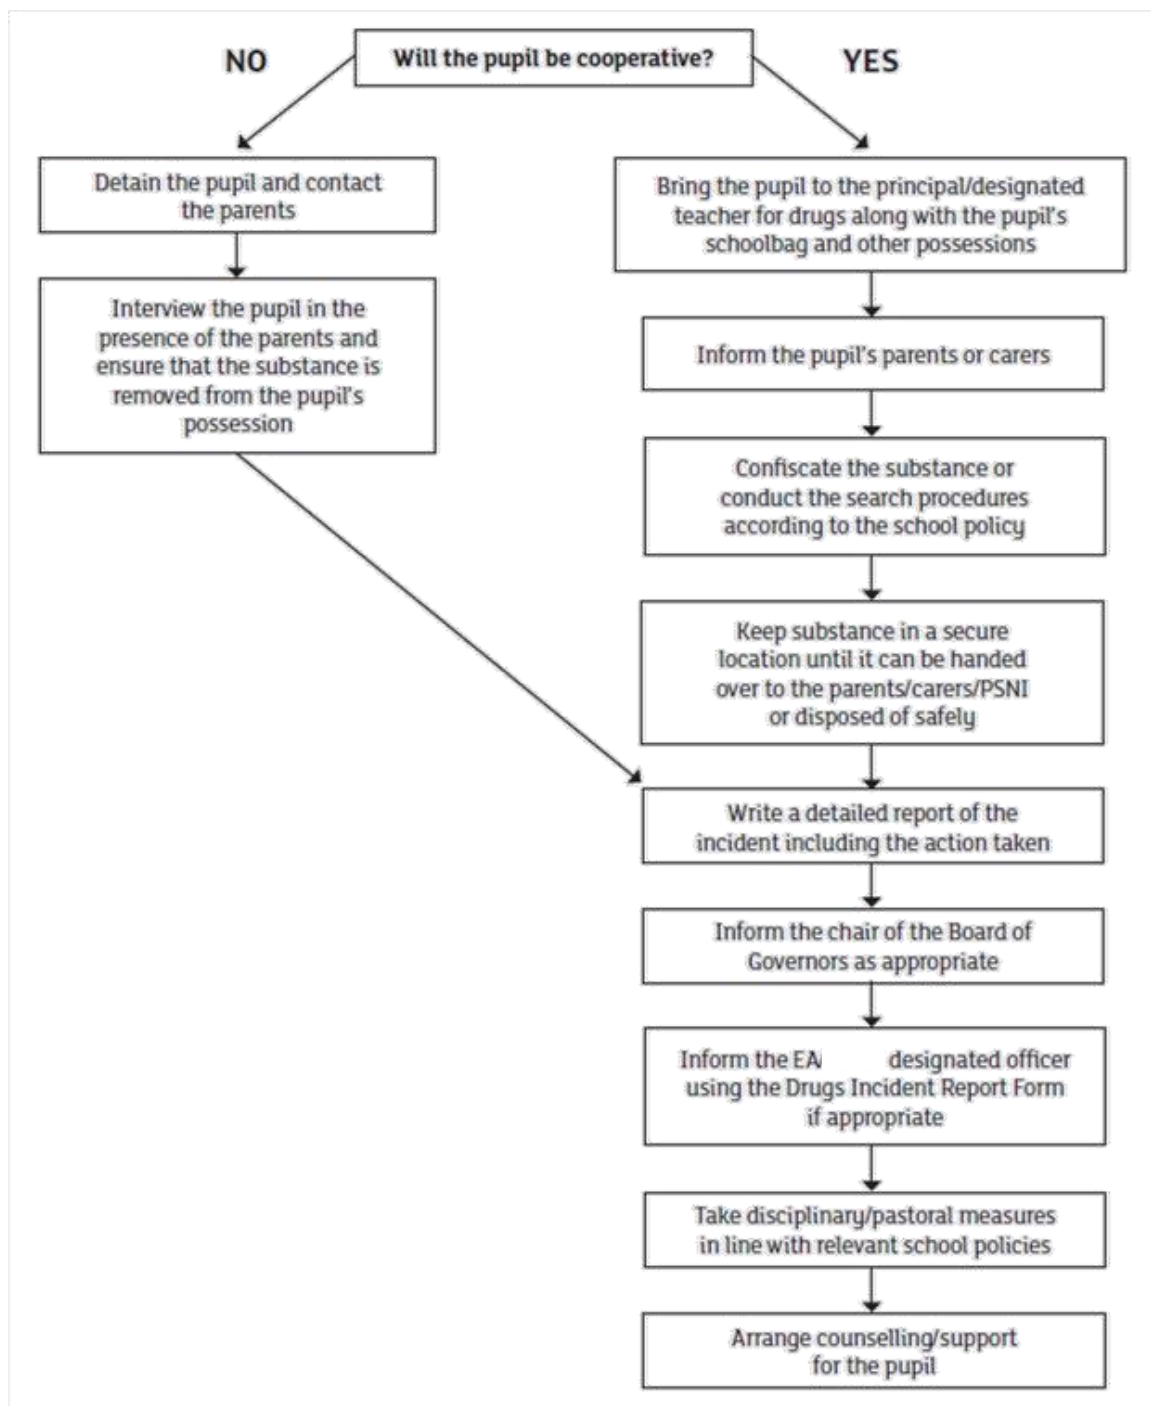 Will the pupil be cooperative?
NO
YES
Detain the pupil and contact
the parents
Interview the pupil in the
presence of the parents and
ensure that the substance is
removed from the pupil's
possession
Bring the pupil to the principal/designated
teacher for drugs along with the pupil's
schoolbag and other possessions
Inform the pupil's parents or carers
Confiscate the substance or
conduct the search procedures
according to the school policy
Keep substance in a secure
location until it can be handed
over to the parents/carers/PSNI
or disposed of safely
Write a detailed report of the
incident including the action taken
Inform the chair of the Board of
Governors as appropriate
Inform the EA designated officer
using the Drugs Incident Report Form
if appropriate
Take disciplinary/pastoral measures
in line with relevant school policies
Arrange counselling/support
for the pupil